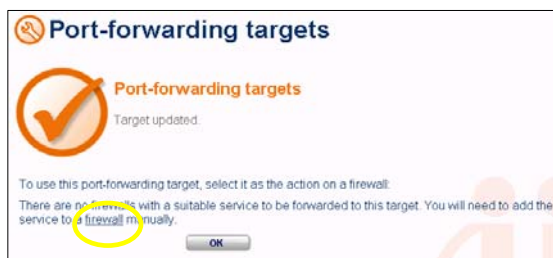 Port-forwarding targets
Port-forwarding targets
Target updated.
To use this port-forwarding target, select it as the action on a firewall:
There are no firewalls with a suitable service to be forwarded to this target. You will need to add the
service to a firewall manually.
OK